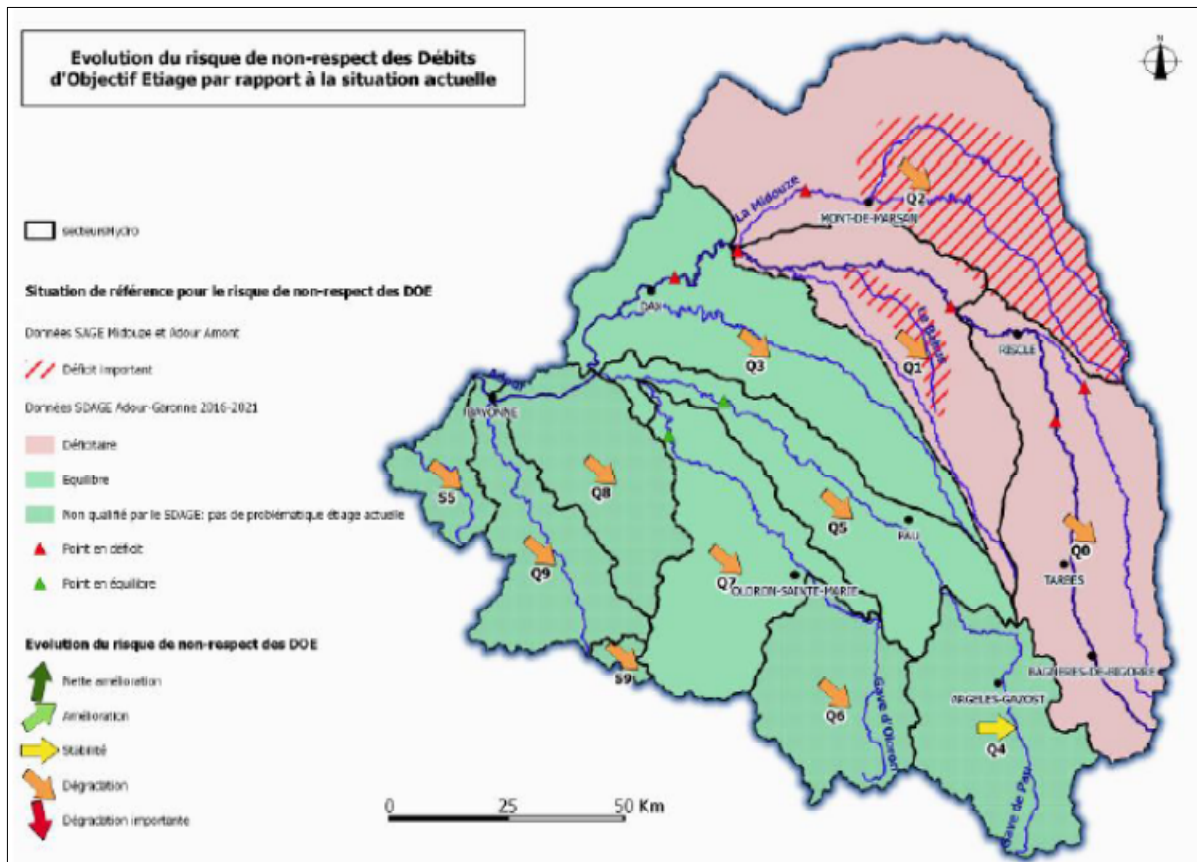 Evolution du risque de non-respect des Débits
d'Objectif Etiage par rapport à la situation actuelle
N
secteursHydro
Situation de référence pour le risque de non-respect des DOE
Données SAGE Midouze et Adour Amont
Déficit important
Données SDAGE Adour-Garonne 2016-2021
Déficitaire
Equilibre
Non qualifié par le SDAGE: pas de problématique étiage actuelle
Point en déficit
Point en équilibre
Evolution du risque de non-respect des DOE
Nette amélioration
Amélioration
Stabilité
Dégradation
Dégradation importante
0 25 50 Km
La Midouze
Q2
MONT-DE-MARSAN
DAX
Q3
Q1
RISCLE
BAYONNE
S5
Q8
Q9
Q5
PAU
Q7
OLORON-SAINTE-MARIE
Q0
TARBES
S9
BAGNERES-DE-BIGORRE
ARGELES-GAZOST
Q6
Gave d'Oloron
Q4
Gave de Pau